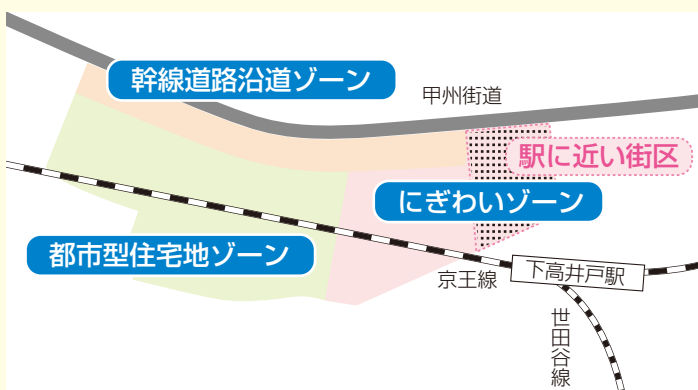 幹線道路沿道ゾーン
甲州街道
駅に近い街区
にぎわいゾーン
都市型住宅地ゾーン
京王線
下高井戸駅
世田谷線